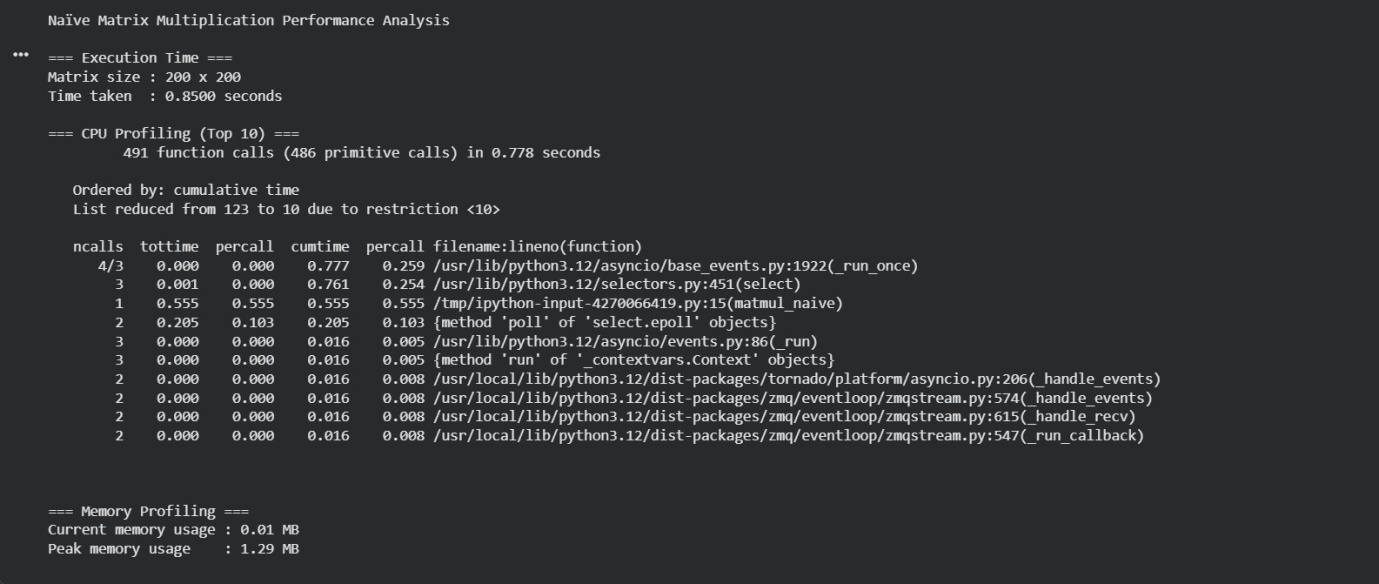 Naïve Matrix Multiplication Performance Analysis
=== Execution Time ===
Matrix size : 200 x 200
Time taken  : 0.8500 seconds
=== CPU Profiling (Top 10) ===
         491 function calls (486 primitive calls) in 0.778 seconds
   Ordered by: cumulative time
   List reduced from 123 to 10 due to restriction <10>
   ncalls  tottime  percall  cumtime  percall filename:lineno(function)
      4/3    0.000    0.000    0.777    0.259 /usr/lib/python3.12/asyncio/base_events.py:1922(_run_once)
        3    0.001    0.000    0.761    0.254 /usr/lib/python3.12/selectors.py:451(select)
        1    0.555    0.555    0.555    0.555 /tmp/ipython-input-4270066419.py:15(matmul_naive)
        2    0.205    0.103    0.205    0.103 {method 'poll' of 'select.epoll' objects}
        3    0.000    0.000    0.016    0.005 /usr/lib/python3.12/asyncio/events.py:86(_run)
        3    0.000    0.000    0.016    0.005 {method 'run' of '_contextvars.Context' objects}
        2    0.000    0.000    0.016    0.008 /usr/local/lib/python3.12/dist-packages/tornado/platform/asyncio.py:206(_handle_events)
        2    0.000    0.000    0.016    0.008 /usr/local/lib/python3.12/dist-packages/zmq/eventloop/zmqstream.py:574(_handle_events)
        2    0.000    0.000    0.016    0.008 /usr/local/lib/python3.12/dist-packages/zmq/eventloop/zmqstream.py:615(_handle_recv)
        2    0.000    0.000    0.016    0.008 /usr/local/lib/python3.12/dist-packages/zmq/eventloop/zmqstream.py:547(_run_callback)
=== Memory Profiling ===
Current memory usage : 0.01 MB
Peak memory usage    : 1.29 MB